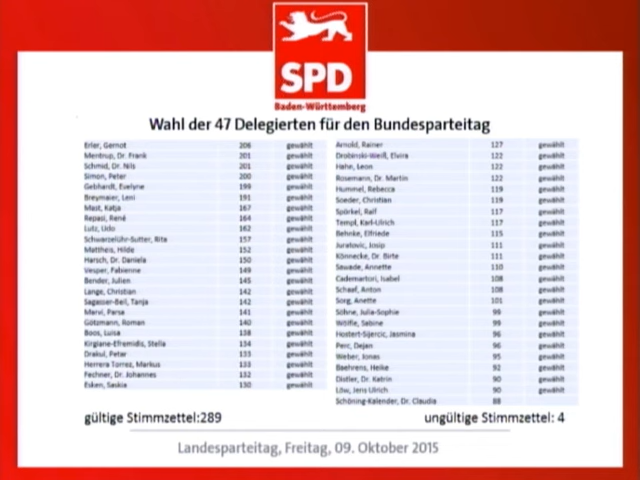 SPD
Baden-Württemberg
Wahl der 47 Delegierten für den Bundesparteitag
Erler, Gernot 206 gewählt
Mentrup, Dr. Frank 201 gewählt
Schmid, Dr. Nils 201 gewählt
Simon, Peter 200 gewählt
Gebhardt, Evelyne 199 gewählt
Breymaier, Leni 191 gewählt
Mast, Katja 167 gewählt
Repasi, René 164 gewählt
Lutz, Udo 162 gewählt
Schwarzelühr-Sutter, Rita 157 gewählt
Mattheis, Hilde 152 gewählt
Harsch, Dr. Daniela 150 gewählt
Vesper, Fabienne 149 gewählt
Bender, Julien 145 gewählt
Lange, Christian 142 gewählt
Sagasser-Beil, Tanja 142 gewählt
Marvi, Parsa 141 gewählt
Götzmann, Roman 140 gewählt
Boos, Luisa 138 gewählt
Kirgiane-Efremidis, Stella 134 gewählt
Drakul, Peter 133 gewählt
Herrera Torrez, Markus 133 gewählt
Fechner, Dr. Johannes 132 gewählt
Esken, Saskia 130 gewählt
Arnold, Rainer 127 gewählt
Drobinski-Weiß, Elvira 122 gewählt
Hahn, Leon 122 gewählt
Rosemann, Dr. Martin 122 gewählt
Hummel, Rebecca 119 gewählt
Soeder, Christian 119 gewählt
Spörkel, Ralf 117 gewählt
Templ, Karl-Ulrich 117 gewählt
Behnke, Elfriede 115 gewählt
Juratovic, Josip 111 gewählt
Könnecke, Dr. Birte 111 gewählt
Sawade, Annette 110 gewählt
Cademartori, Isabel 108 gewählt
Schaaf, Anton 108 gewählt
Sorg, Anette 101 gewählt
Söhne, Julia-Sophie 99 gewählt
Wölfle, Sabine 99 gewählt
Hostert-Sijercic, Jasmina 96 gewählt
Perc, Dejan 96 gewählt
Weber, Jonas 95 gewählt
Baehrens, Heike 92 gewählt
Distler, Dr. Katrin 90 gewählt
Löw, Jens Ulrich 90 gewählt
Schöning-Kalender, Dr. Claudia 88
gültige Stimmzettel:289 ungültige Stimmzettel: 4
Landesparteitag, Freitag, 09. Oktober 2015